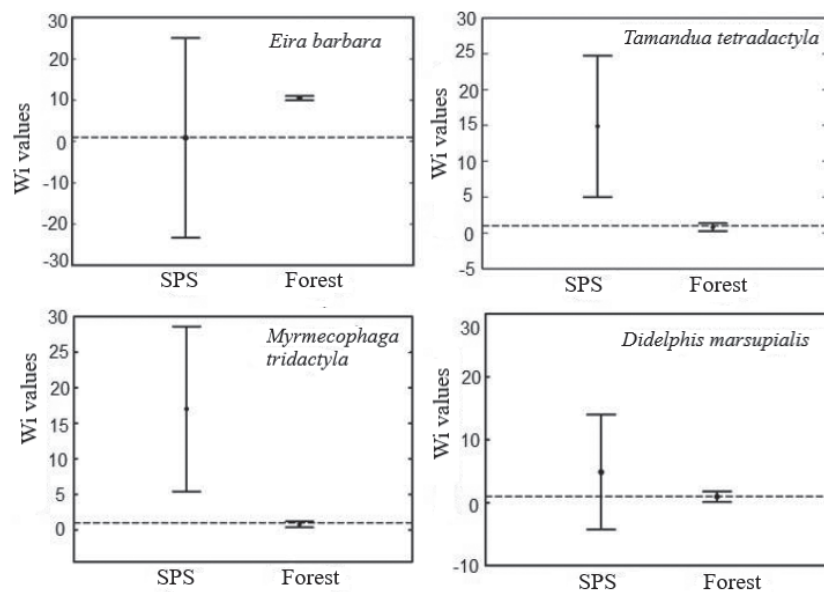 Eira barbara
Wi values
30
20
10
0
-10
-20
-30
SPS
Forest
Tamandua tetradactyla
Wi values
30
25
20
15
10
5
0
-5
SPS
Forest
Myrmecophaga
tridactyla
Wi values
30
25
20
15
10
5
0
SPS
Forest
Didelphis marsupialis
Wi values
30
20
10
0
-10
SPS
Forest